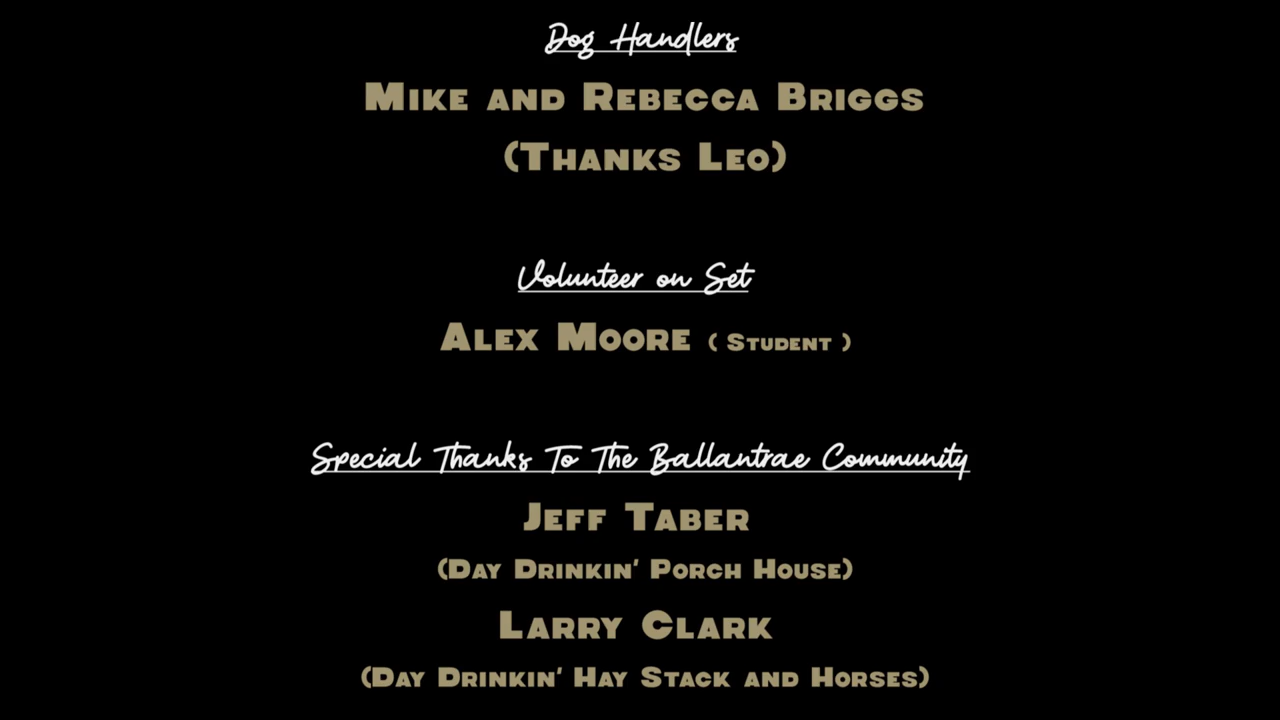 Dog Handlers
Mike and Rebecca Briggs
(Thanks Leo)
Volunteer on Set
Alex Moore ( Student )
Special Thanks To The Ballantrae Community
Jeff Taber
(Day Drinkin' Porch House)
Larry Clark
(Day Drinkin' Hay Stack and Horses)